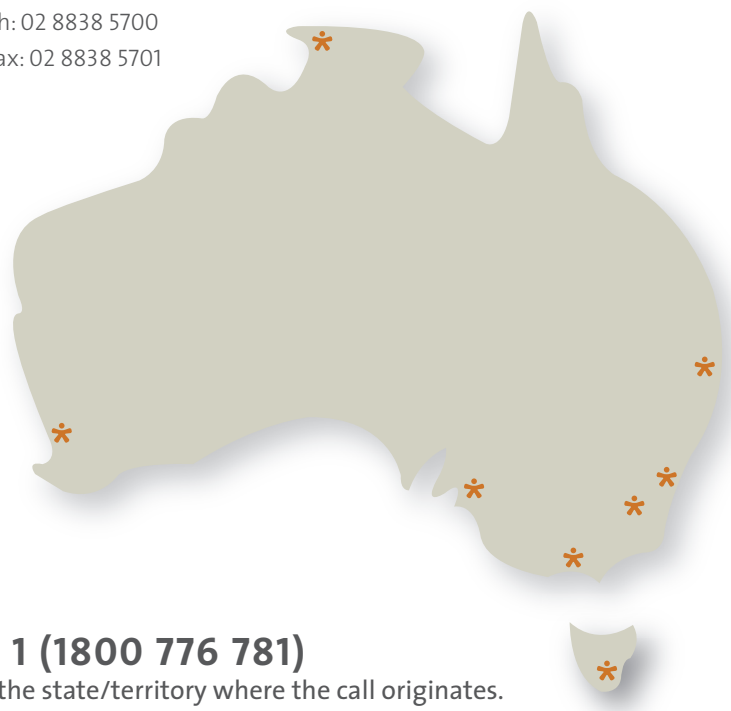 h: 02 8838 5700
ax: 02 8838 5701
1 (1800 776 781)
the state/territory where the call originates.